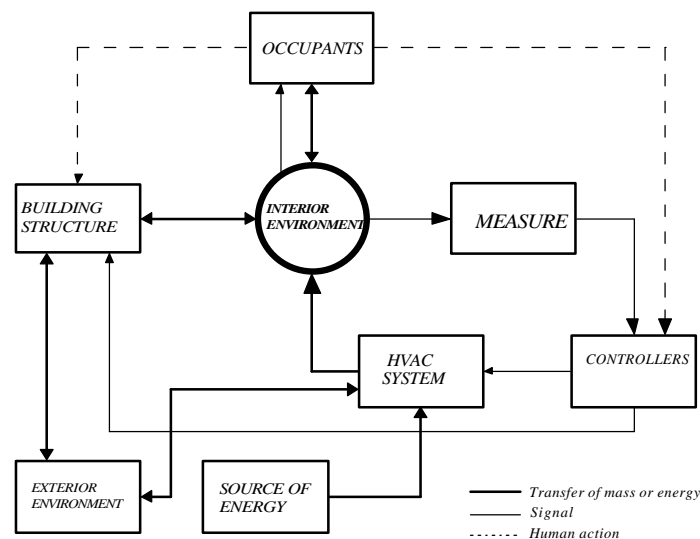 OCCUPANTS
BUILDING
STRUCTURE
INTERIOR
ENVIRONMENT
MEASURE
HVAC
SYSTEM
CONTROLLERS
EXTERIOR
ENVIRONMENT
SOURCE OF
ENERGY
Transfer of mass or energy
Signal
Human action